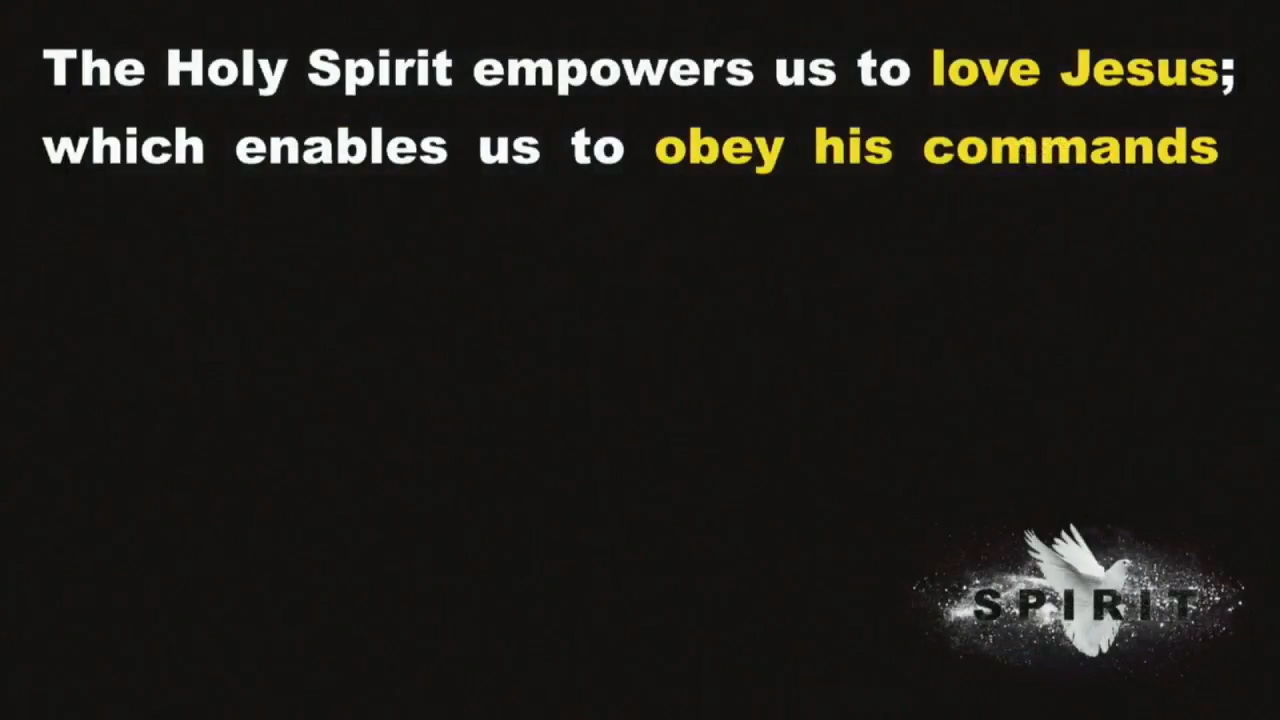 The Holy Spirit empowers us to love Jesus;
which enables us to obey his commands
SPIRIT